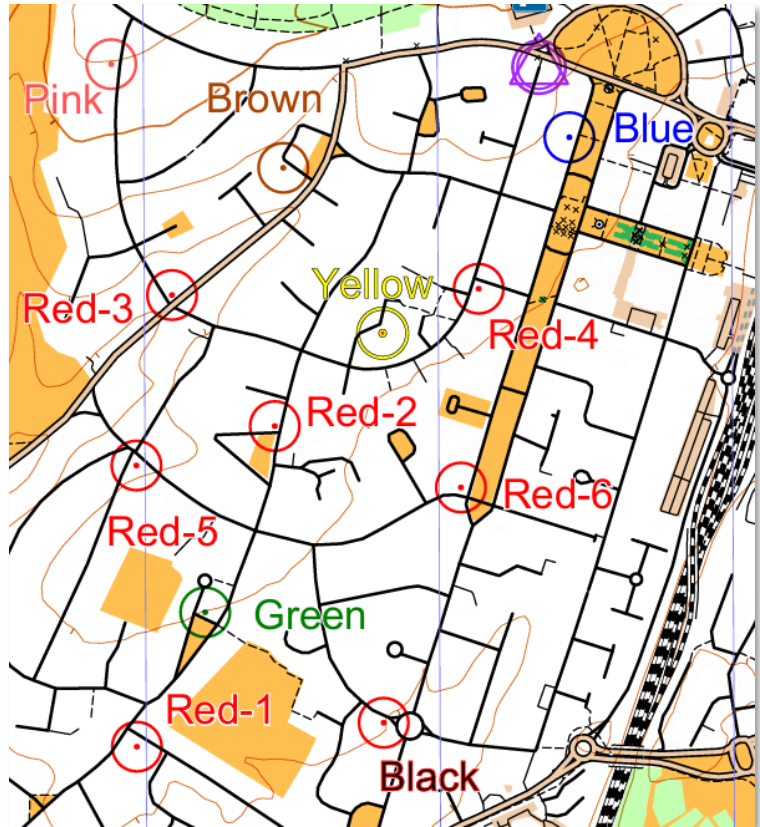 Pink
Brown
Blue
Yellow
Red-3
Red-4
Red-2
Red-6
Red-5
Green
Red-1
Black